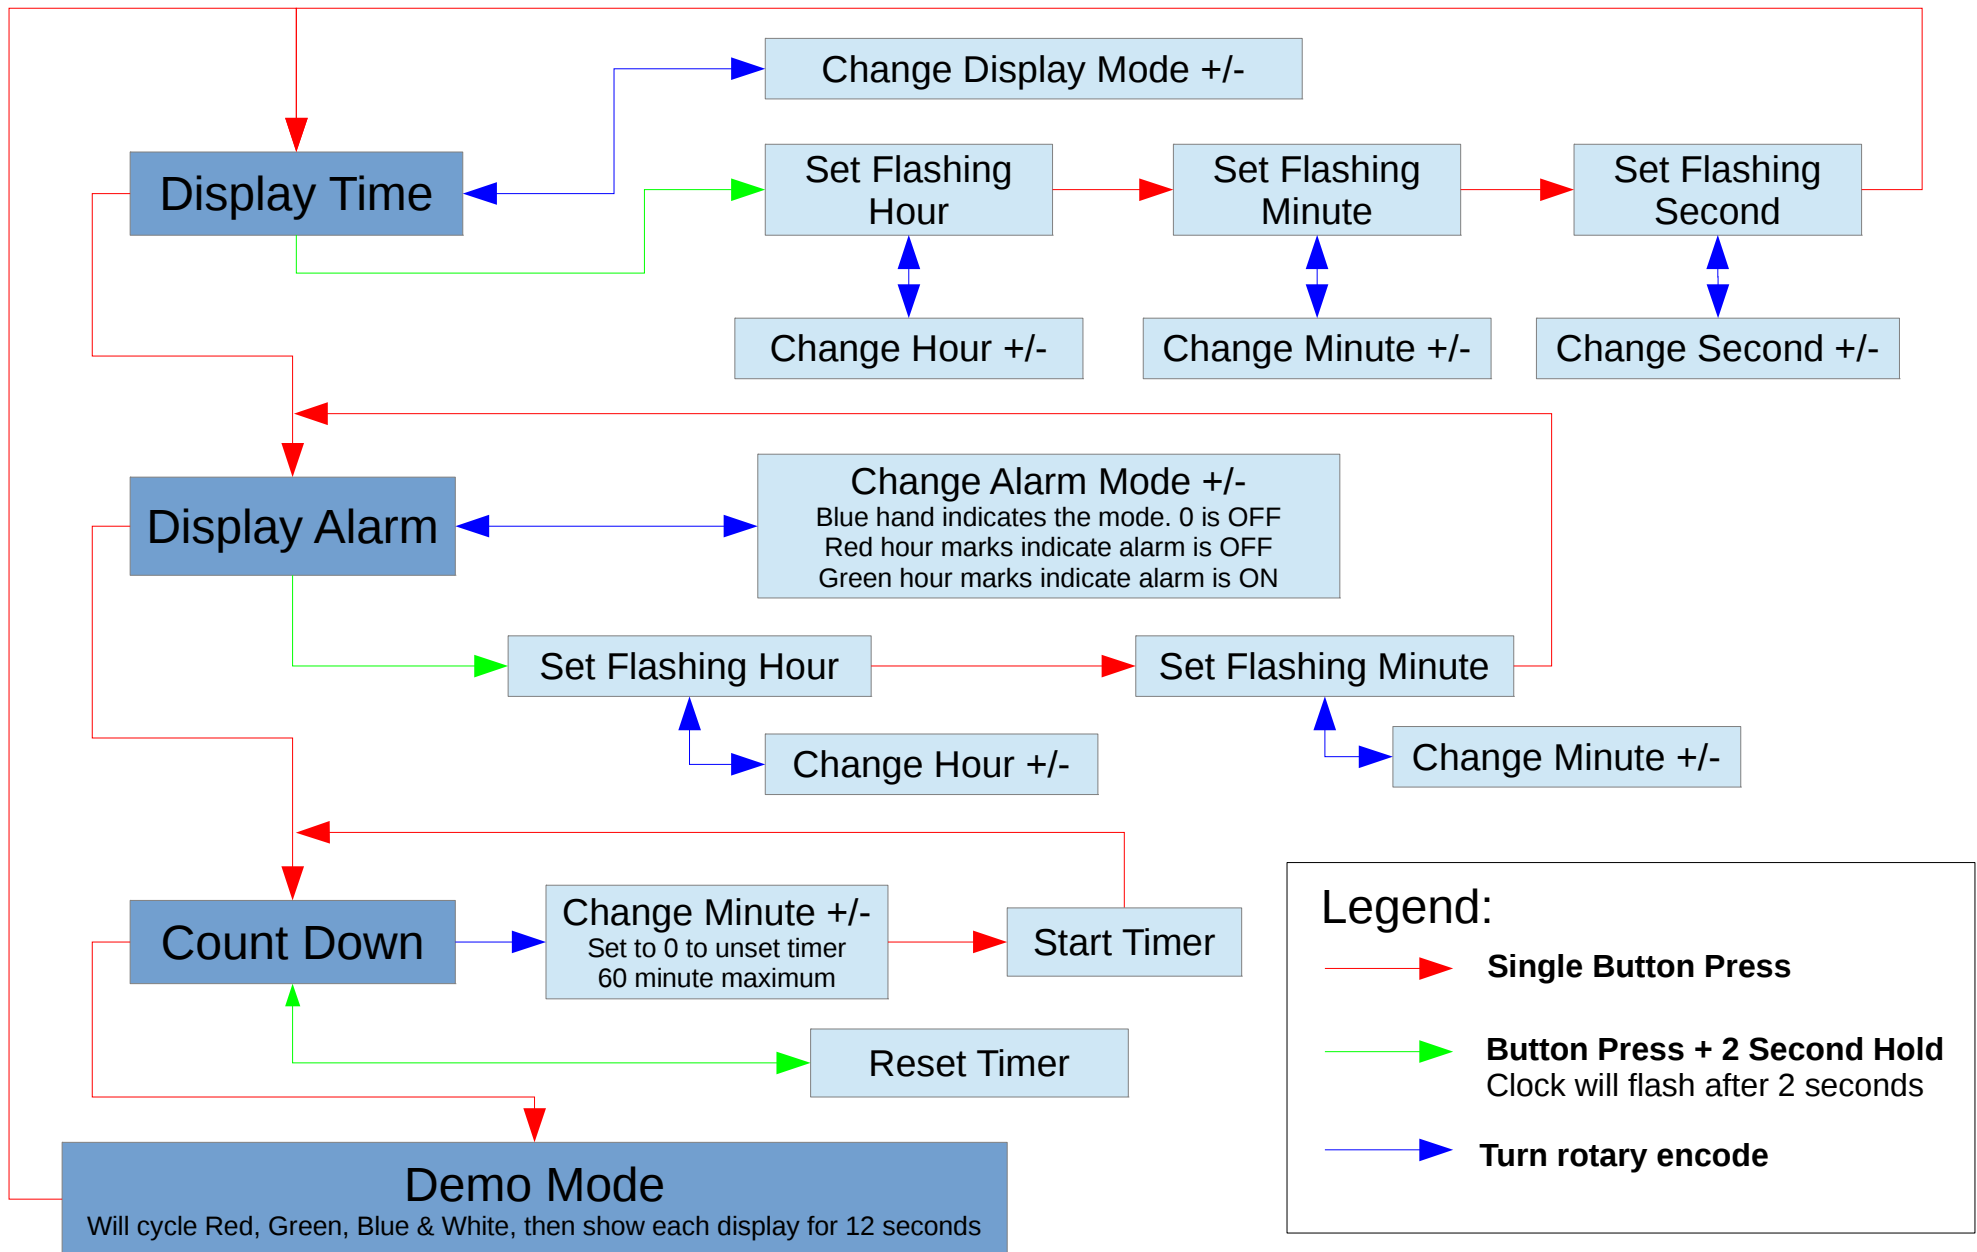 Change Display Mode +/-
Display Time
Set Flashing
Hour
Set Flashing
Minute
Set Flashing
Second
Change Hour +/-
Change Minute +/-
Change Second +/-
Display Alarm
Change Alarm Mode +/-
Blue hand indicates the mode. 0 is OFF
Red hour marks indicate alarm is OFF
Green hour marks indicate alarm is ON
Set Flashing Hour
Set Flashing Minute
Change Hour +/-
Change Minute +/-
Count Down
Change Minute +/-
Set to 0 to unset timer
60 minute maximum
Start Timer
Reset Timer
Demo Mode
Will cycle Red, Green, Blue & White, then show each display for 12 seconds
Legend:
Single Button Press
Button Press + 2 Second Hold
Clock will flash after 2 seconds
Turn rotary encode